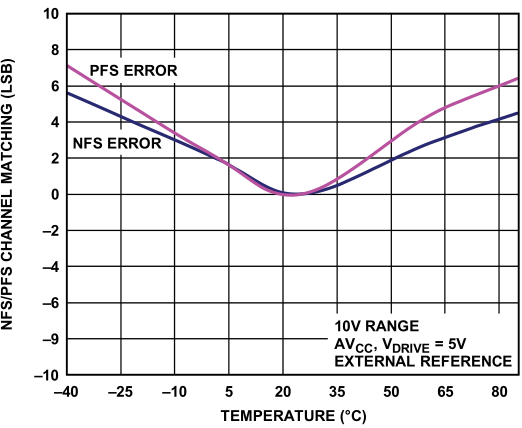 10
8
6
4
2
0
–2
–4
–6
–9
–10
NFS/PFS CHANNEL MATCHING (LSB)
PFS ERROR
NFS ERROR
10V RANGE
AVCC, VDRIVE = 5V
EXTERNAL REFERENCE
–40 –25 –10 5 20 35 50 65 80
TEMPERATURE (°C)